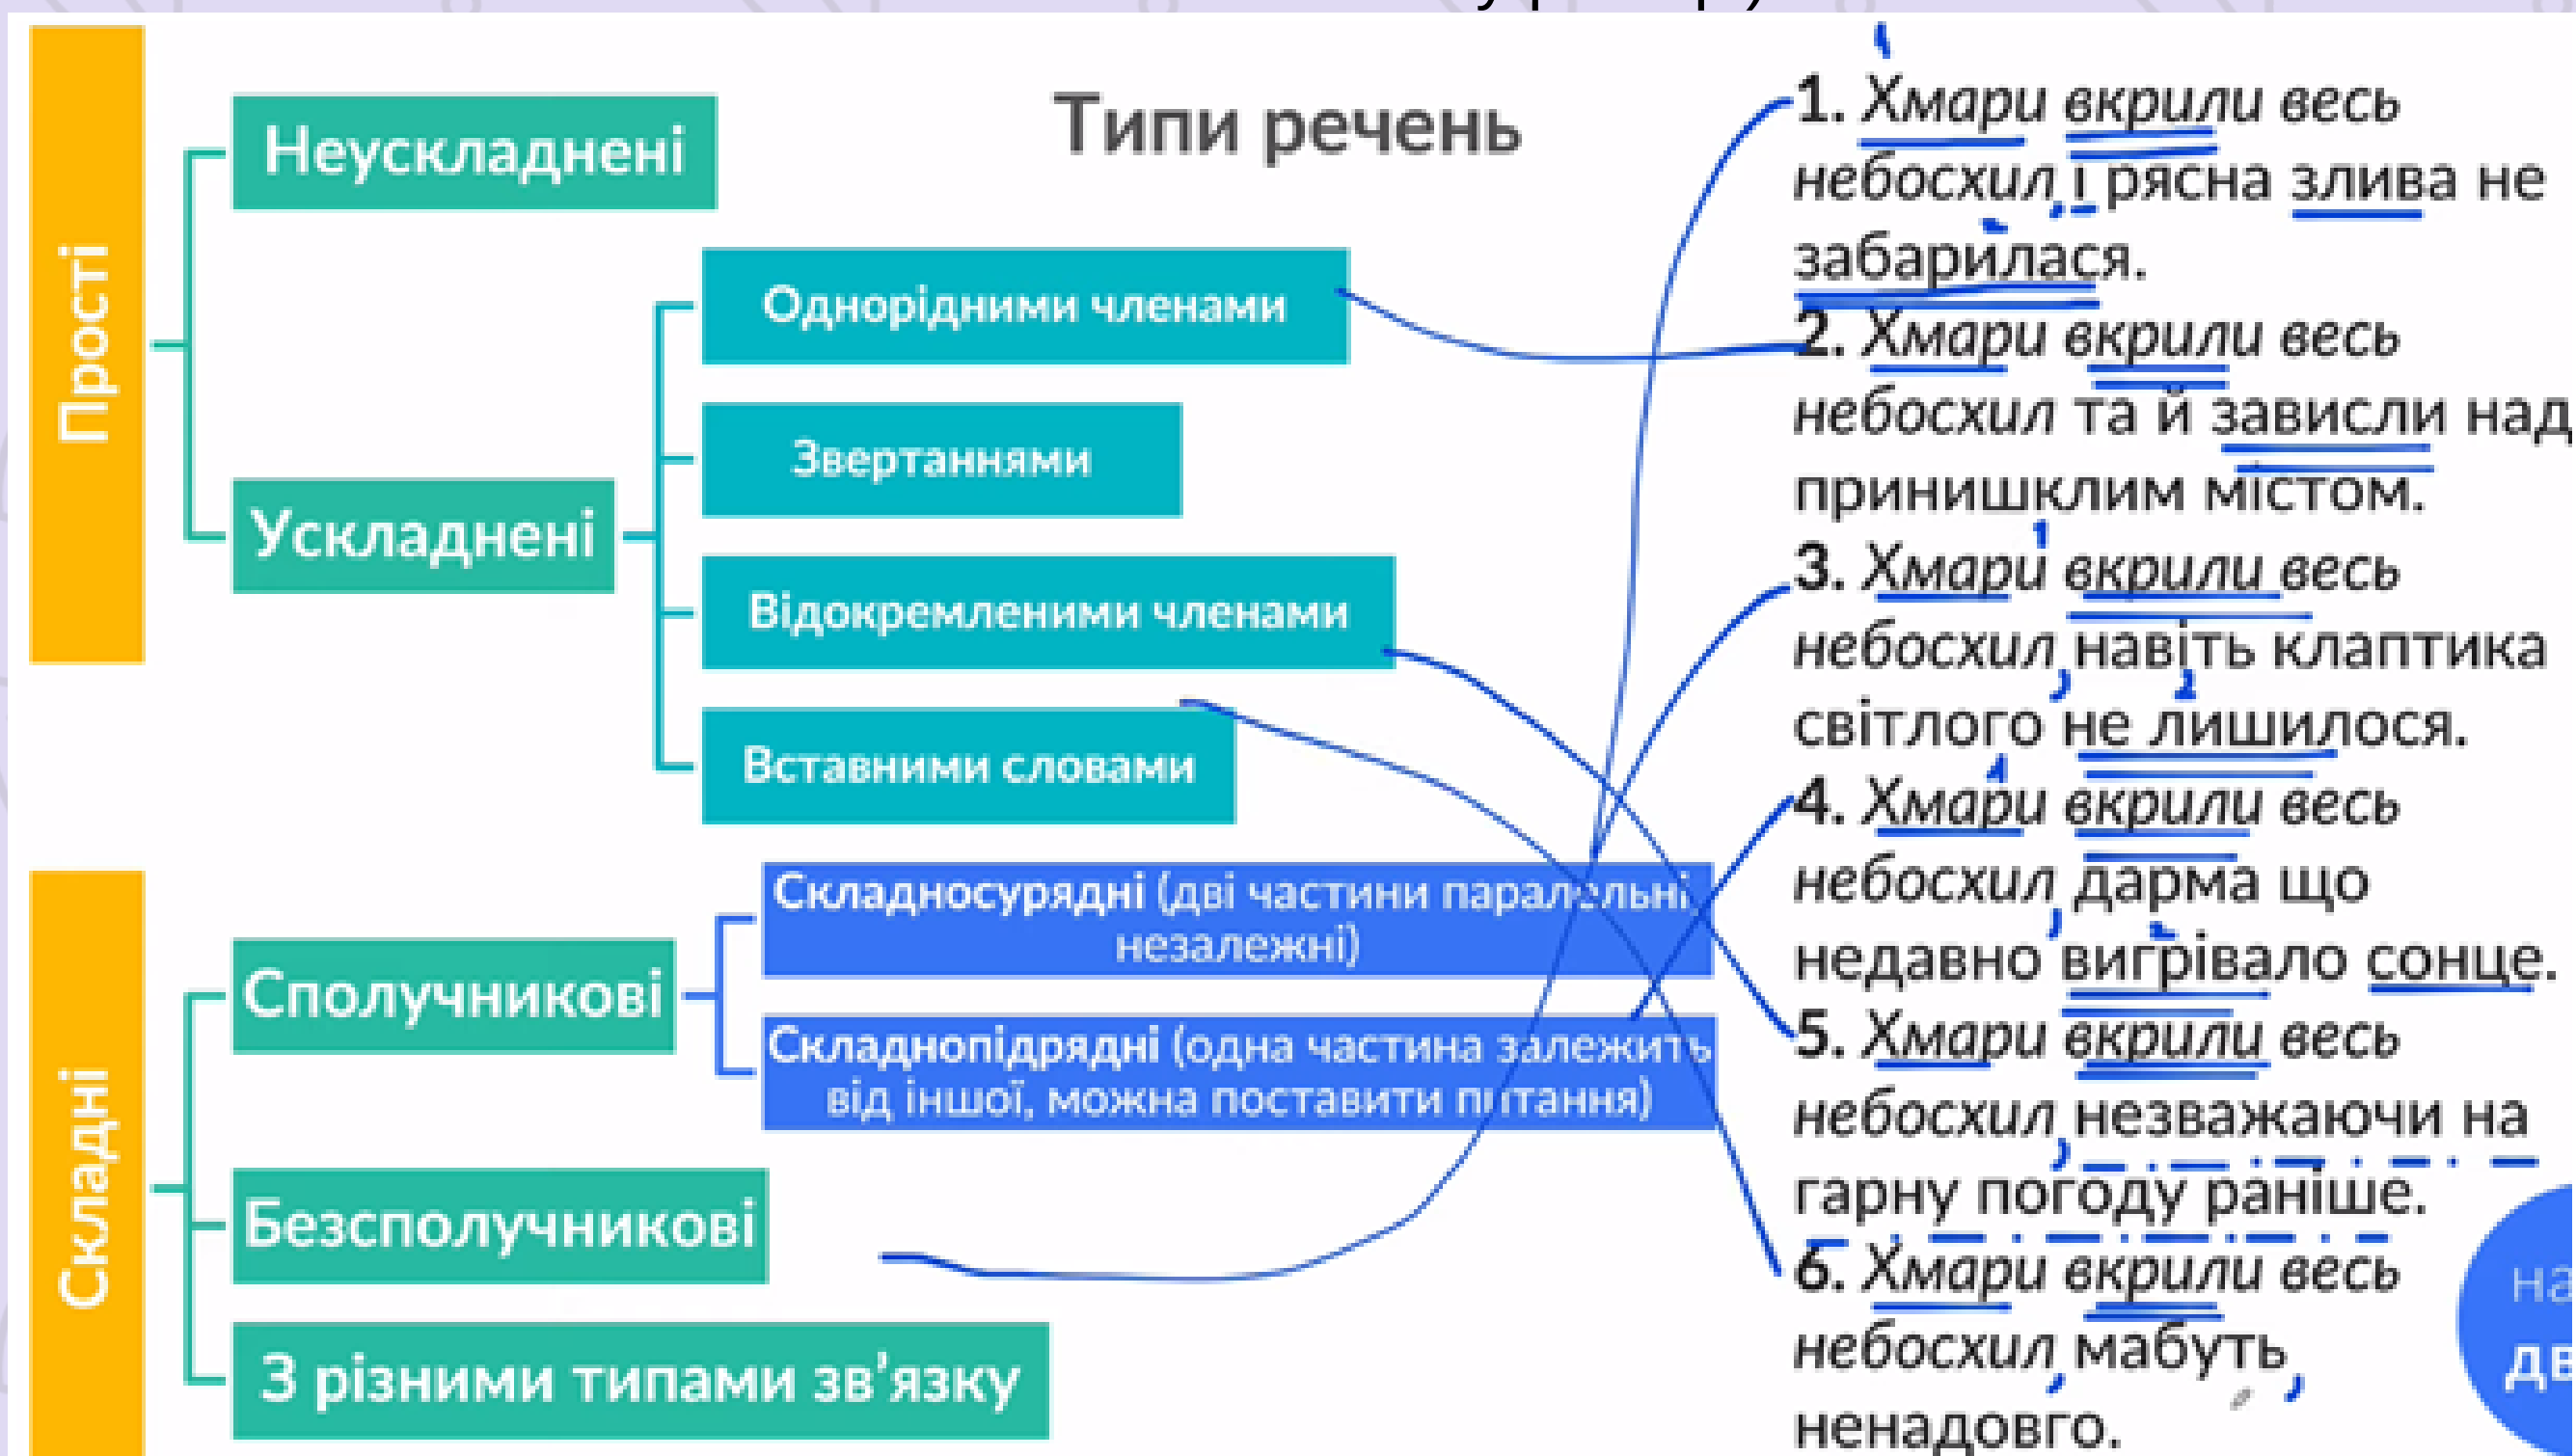 Типи речень
Прості
Неускладнені
Ускладнені
Однорідними членами
Звертаннями
Відокремленими членами
Вставними словами
Складні
Сполучникові
Складносурядні (дві частини паралельні,
незалежні)
Складнопідрядні (одна частина залежить
від іншої, можна поставити питання)
Безсполучникові
З різними типами зв’язку
1. Хмари вкрили весь
небосхил, і рясна злива не
забарилася.
2. Хмари вкрили весь
небосхил та й зависли над
принишклим містом.
3. Хмари вкрили весь
небосхил, навіть клаптика
світлого не лишилося.
4. Хмари вкрили весь
небосхил, дарма що
недавно вигрівало сонце.
5. Хмари вкрили весь
небосхил, незважаючи на
гарну погоду раніше.
6. Хмари вкрили весь
небосхил, мабуть,
ненадовго.